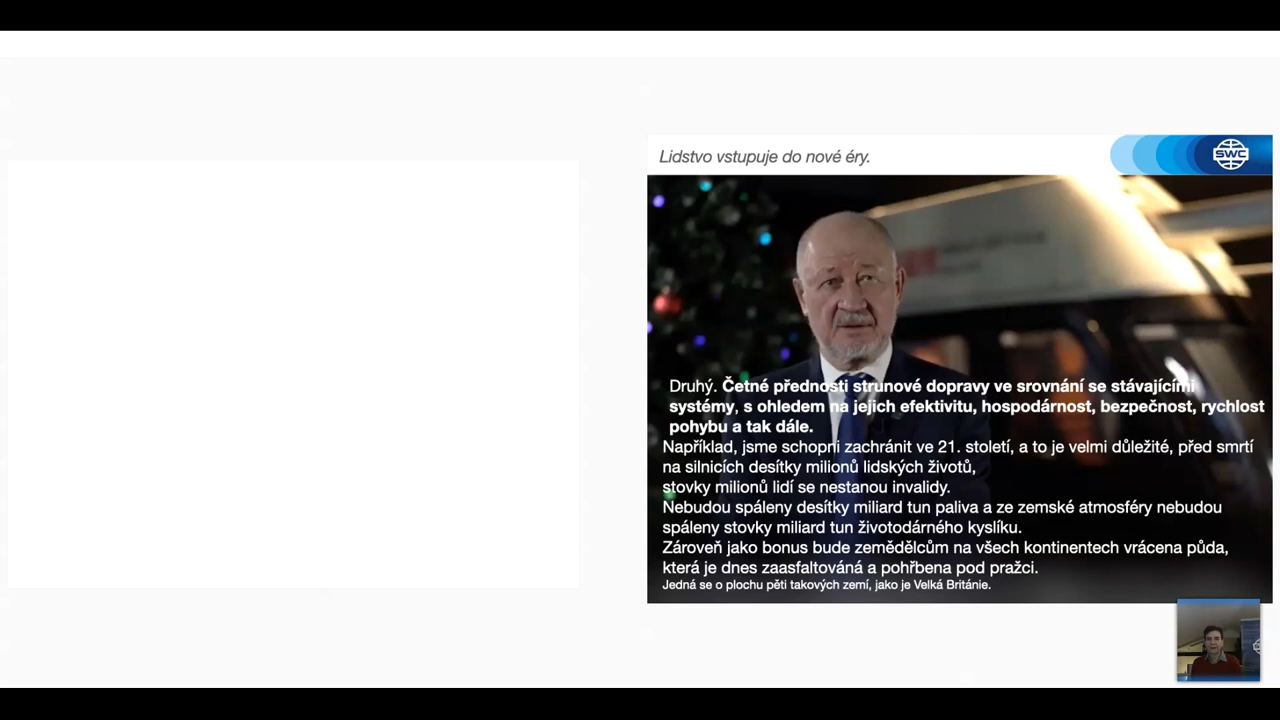 Lidstvo vstupuje do nové éry.
SWC
Druhý. Četné přednosti strunové dopravy ve srovnání se stávajícími
systémy, s ohledem na jejich efektivitu, hospodárnost, bezpečnost, rychlost
pohybu a tak dále.
Například, jsme schopni zachránit ve 21. století, a to je velmi důležité, před smrtí
na silnicích desítky milionů lidských životů,
stovky milionů lidí se nestanou invalidy.
Nebudou spáleny desítky miliard tun paliva a ze zemské atmosféry nebudou
spáleny stovky miliard tun životodárného kyslíku.
Zároveň jako bonus bude zemědělcům na všech kontinentech vrácena půda,
která je dnes zaasfaltóváná a pohřbena pod pražci.
Jedná se o plochu pěti takových zemí, jako je Velká Británie.